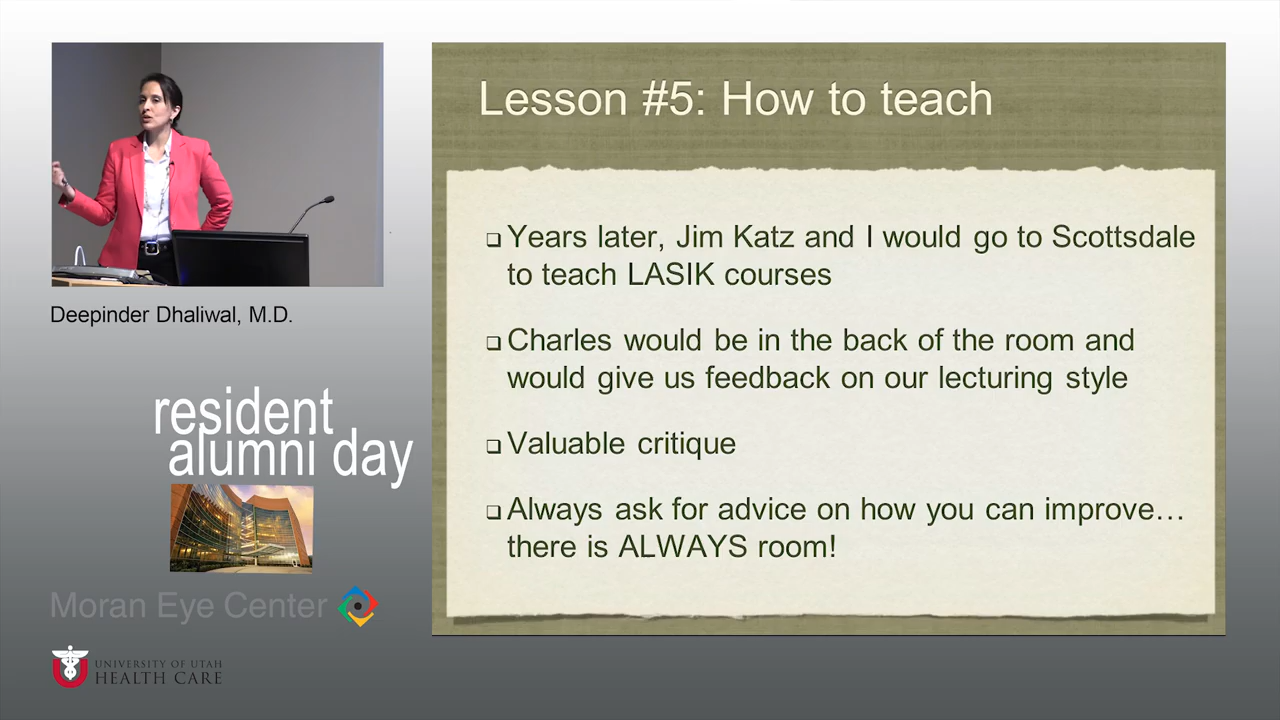 Lesson #5: How to teach
Years later, Jim Katz and I would go to Scottsdale
to teach LASIK courses
Charles would be in the back of the room and
would give us feedback on our lecturing style
Valuable critique
Always ask for advice on how you can improve…
there is ALWAYS room!
Deepinder Dhaliwal, M.D.
resident
alumni day
Moran Eye Center
UNIVERSITY OF UTAH
HEALTH CARE